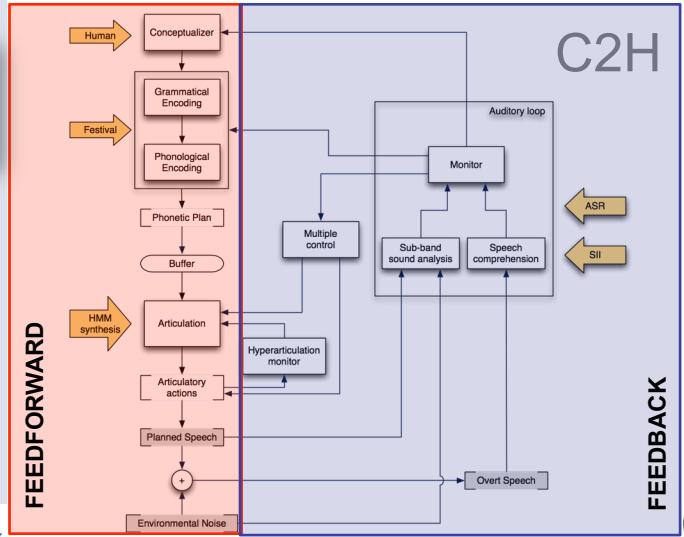 C2H
Human
Conceptualizer
Grammatical
Encoding
Festival
Phonological
Encoding
Phonetic Plan
Buffer
HMM
synthesis
Articulation
Articulatory
actions
Planned Speech
+
Environmental Noise
FEEDFORWARD
Auditory loop
Monitor
Multiple
control
Sub-band
sound analysis
Speech
comprehension
ASR
SII
Hyperarticulation
monitor
Overt Speech
FEEDBACK